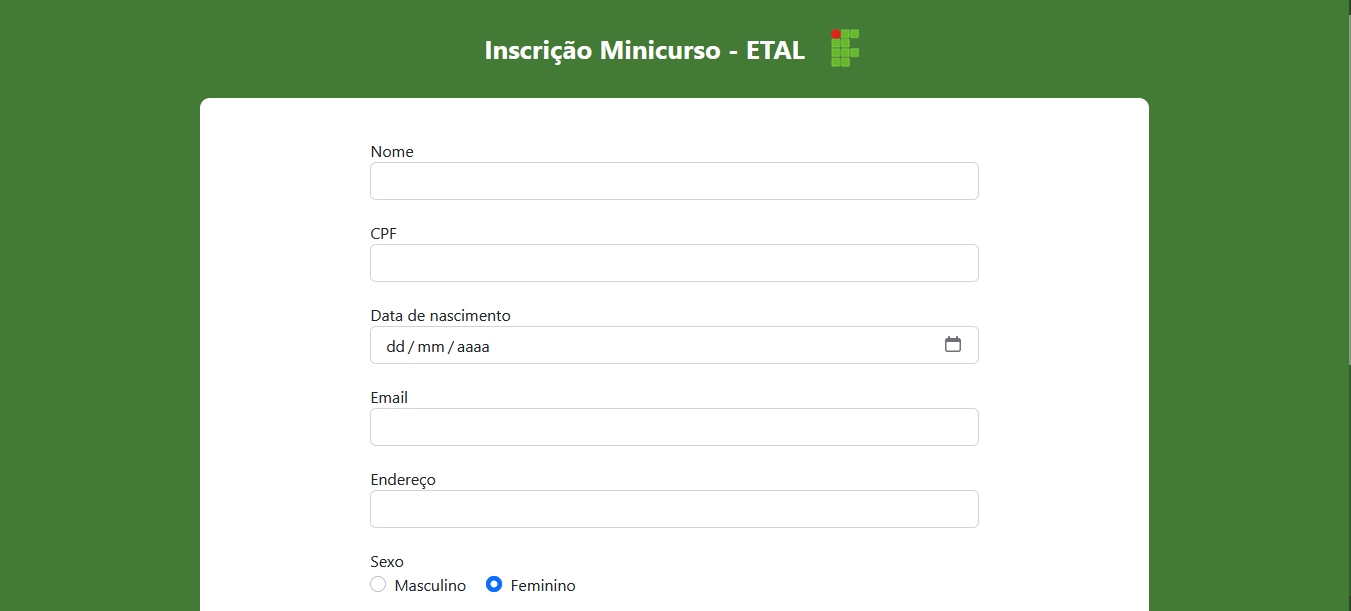 Inscrição Minicurso - ETAL
Nome
CPF
Data de nascimento
dd/mm/aaaa
Email
Endereço
Sexo
Masculino Feminino